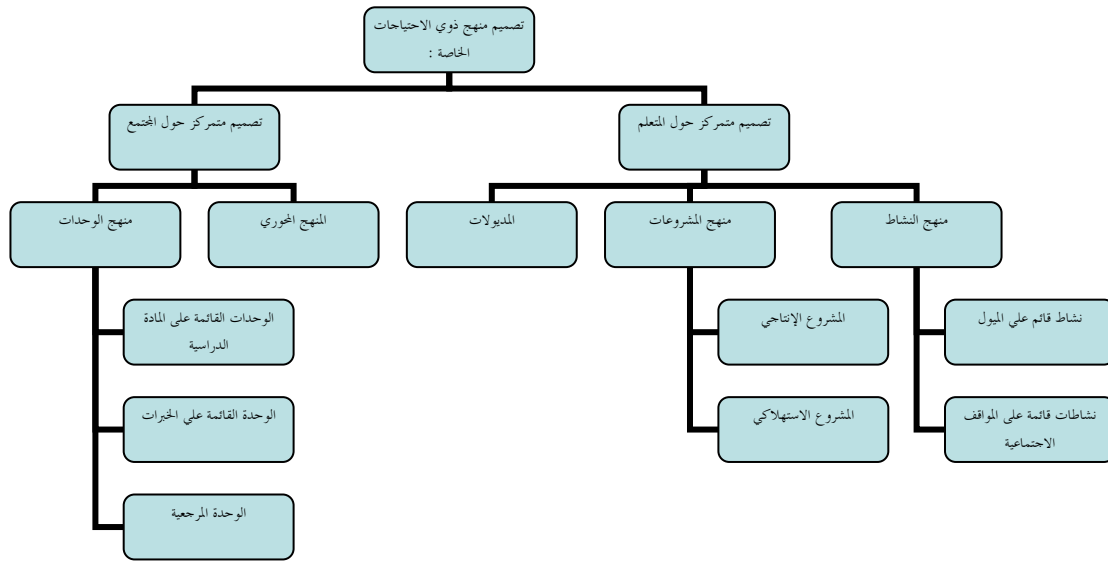 تصميم منهج ذوي الاحتياجات
الخاصة :
تصميم متمركز حول المتعلم
تصميم متمركز حول المجتمع
منهج النشاط
منهج المشروعات
المديولات
المنهج المحوري
منهج الوحدات
نشاط قائم علي الميول
المشروع الإنتاجي
الوحدات القائمة على المادة
الدراسية
نشاطات قائمة على المواقف
الاجتماعية
المشروع الاستهلاكي
الوحدة القائمة علي الخبرات
الوحدة المرجعية